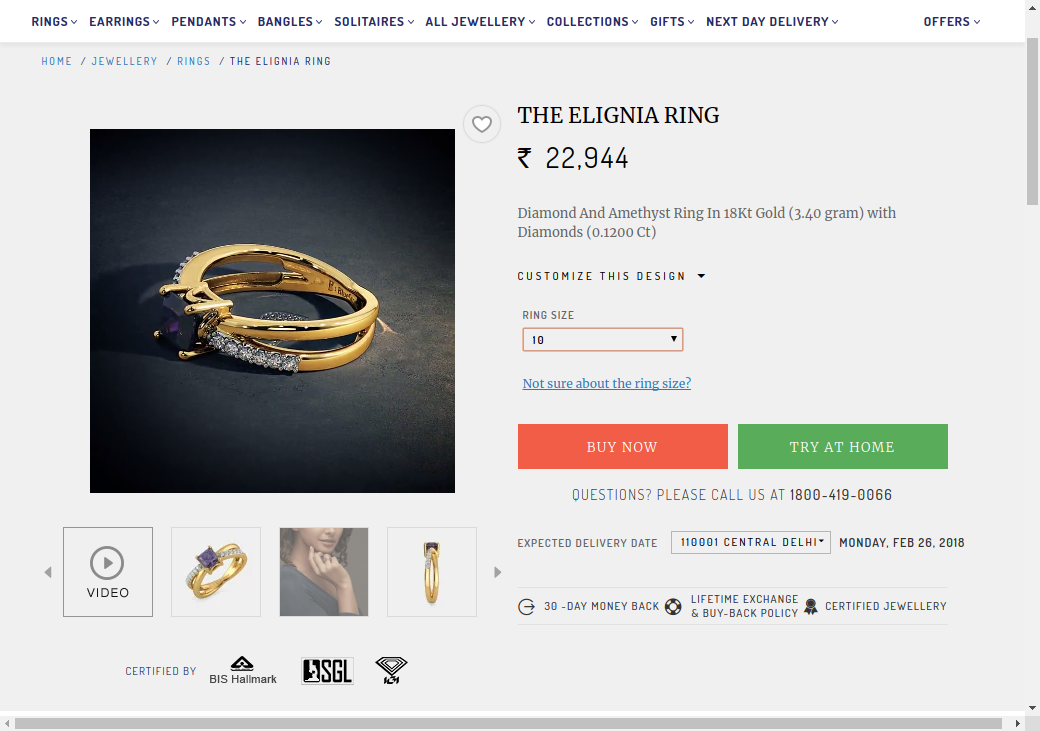 RINGS EARRINGS PENDANTS BANGLES SOLITAIRES ALL JEWELLERY COLLECTIONS GIFTS NEXT DAY DELIVERY OFFERS
HOME / JEWELLERY / RINGS / THE ELIGNIA RING
THE ELIGNIA RING
₹ 22,944
Diamond And Amethyst Ring In 18Kt Gold (3.40 gram) with
Diamonds (0.1200 Ct)
CUSTOMIZE THIS DESIGN
RING SIZE
10
Not sure about the ring size?
BUY NOW TRY AT HOME
QUESTIONS? PLEASE CALL US AT 1800-419-0066
EXPECTED DELIVERY DATE 110001 CENTRAL DELHI MONDAY, FEB 26, 2018
30 -DAY MONEY BACK
LIFETIME EXCHANGE
& BUY-BACK POLICY
CERTIFIED JEWELLERY
VIDEO
CERTIFIED BY
BIS Hallmark
SGL